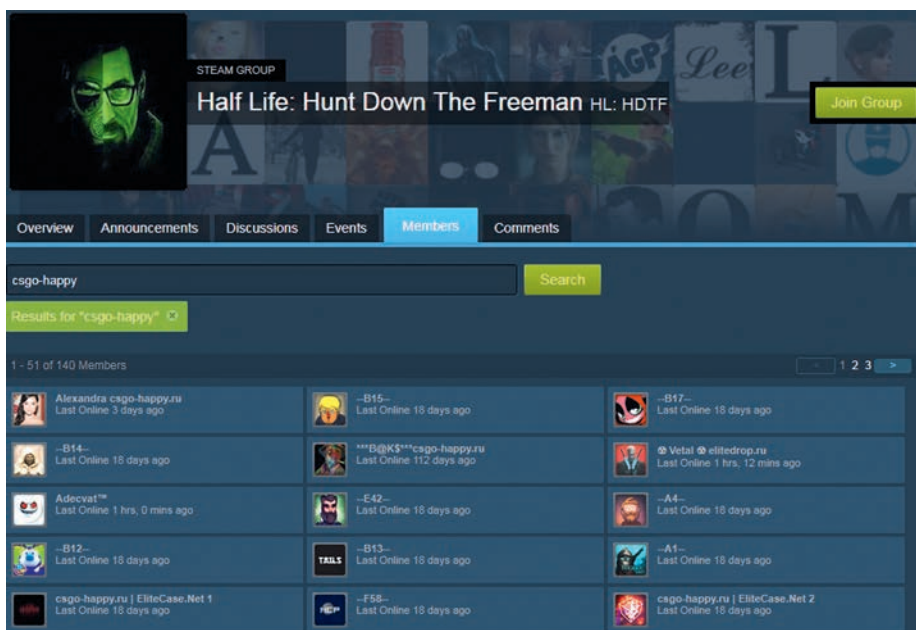 STEAM GROUP
Half Life: Hunt Down The Freeman HL: HDTF
Join Group
AGP
Lee
L
A
M
Overview Announcements Discussions Events Members Comments
csgo-happy
Search
Results for "csgo-happy"
1 - 51 of 140 Members
< 1 2 3 >
Alexandra csgo-happy.ru
Last Online 3 days ago
--B15--
Last Online 18 days ago
--B17--
Last Online 18 days ago
--B14--
Last Online 18 days ago
***B@K$***csgo-happy.ru
Last Online 112 days ago
☢ Vetal ☢ elitedrop.ru
Last Online 1 hrs, 12 mins ago
Adecvat™
Last Online 1 hrs, 0 mins ago
--E42--
Last Online 18 days ago
--A4--
Last Online 18 days ago
--B12--
Last Online 18 days ago
TAILS
--B13--
Last Online 18 days ago
--A1--
Last Online 18 days ago
csgo-happy.ru | EliteCase.Net 1
Last Online 18 days ago
--F58--
Last Online 18 days ago
csgo-happy.ru | EliteCase.Net 2
Last Online 18 days ago